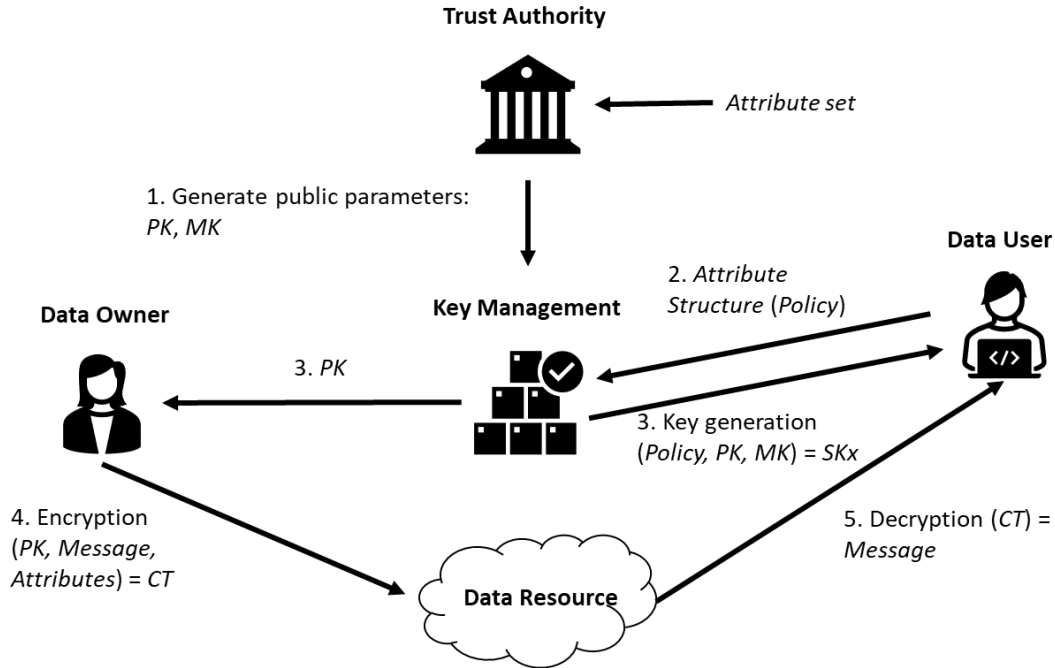 Trust Authority
Attribute set
1. Generate public parameters:
PK, MK
Data User
2. Attribute
Structure (Policy)
Key Management
Data Owner
3. PK
3. Key generation
(Policy, PK, MK) = SKx
4. Encryption
(PK, Message,
Attributes) = CT
5. Decryption (CT) =
Message
Data Resource